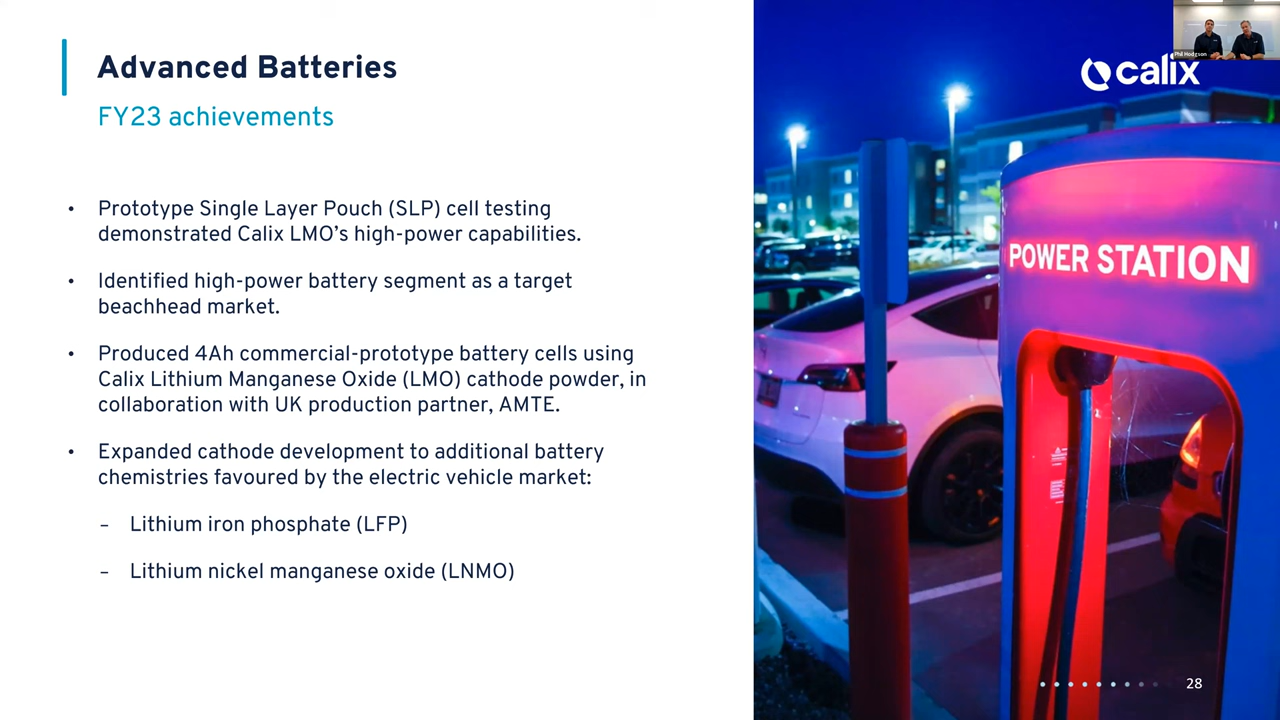 Advanced Batteries
FY23 achievements
• Prototype Single Layer Pouch (SLP) cell testing
demonstrated Calix LMO’s high-power capabilities.
• Identified high-power battery segment as a target
beachhead market.
• Produced 4Ah commercial-prototype battery cells using
Calix Lithium Manganese Oxide (LMO) cathode powder, in
collaboration with UK production partner, AMTE.
• Expanded cathode development to additional battery
chemistries favoured by the electric vehicle market:
– Lithium iron phosphate (LFP)
– Lithium nickel manganese oxide (LNMO)
Phil Hodgson
calix
POWER STATION
28